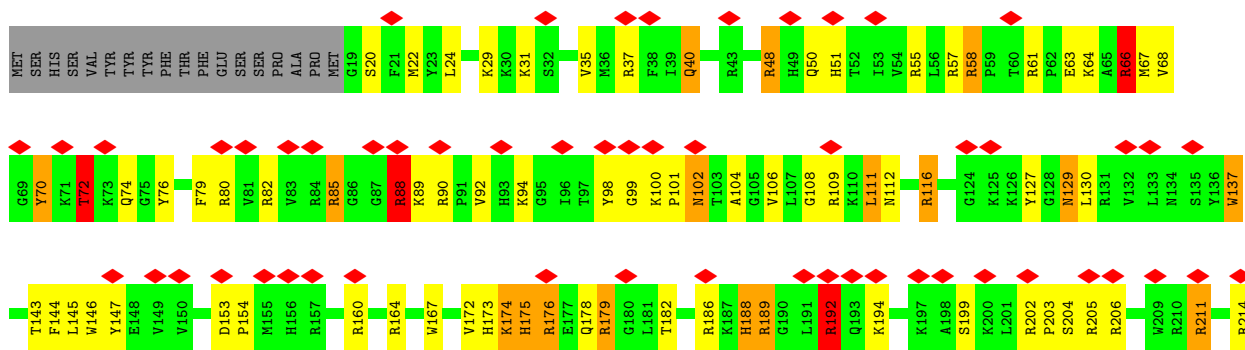 MET SER HIS SER VAL TYR TYR TYR PHE THR PHE GLU SER SER PRO ALA PRO MET G19 S20 F21 M22 Y23 L24 K29 K30 K31 S32 V35 M36 R37 F38 I39 Q40 R43 R48 H49 Q50 H51 T52 I53 V54 R55 L56 R57 R58 P59 T60 R61 P62 E63 K64 A65 R66 M67 V68
G69 Y70 K71 T72 K73 Q74 G75 Y76 F79 R80 V81 R82 V83 R84 R85 G86 G87 R88 K89 R90 P91 V92 H93 K94 G95 I96 T97 Y98 G99 K100 P101 N102 T103 A104 G105 V106 L107 G108 R109 K110 L111 N112 R116 G124 K125 K126 Y127 G128 N129 L130 R131 V132 L133 N134 S135 Y136 W137
T143 F144 L145 W146 Y147 E148 V149 V150 D153 P154 M155 H156 R157 R160 R164 W167 V172 H173 K174 H175 R176 E177 Q178 R179 G180 L181 T182 R186 K187 H188 R189 G190 L191 R192 Q193 K194 K197 A198 S199 K200 L201 R202 P203 S204 R205 R206 W209 R210 R211 R214